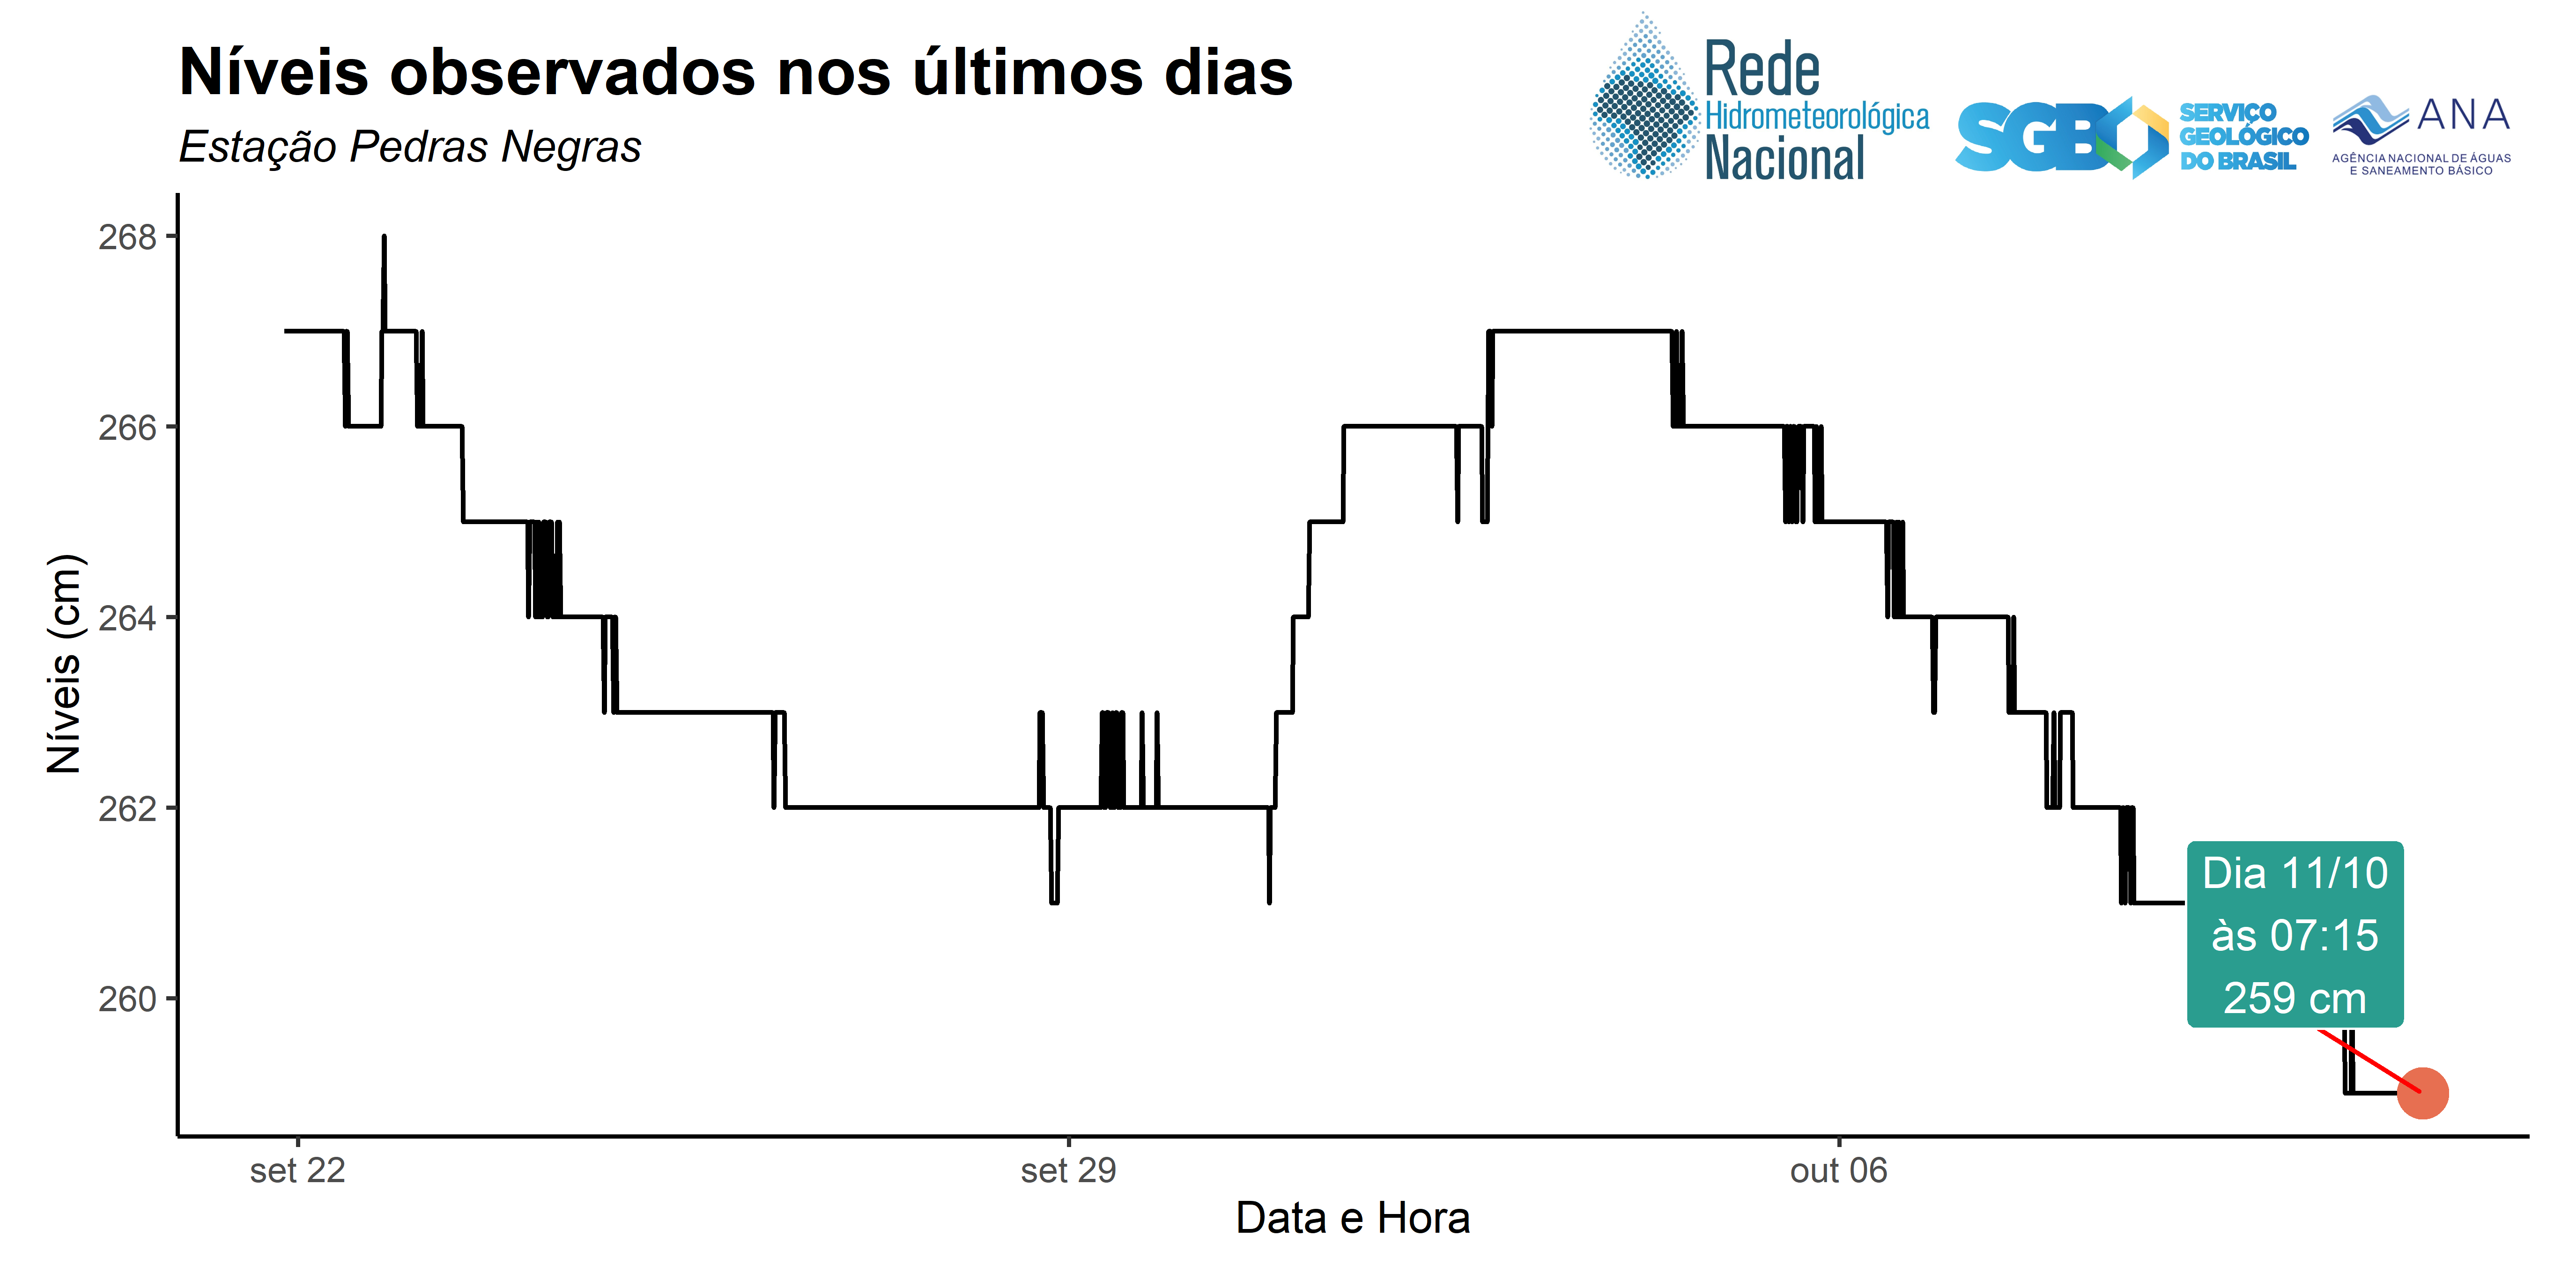 Níveis observados nos últimos dias
Estação Pedras Negras
Rede
Hidrometeorológica
Nacional
SGB
SERVIÇO
GEOLÓGICO
DO BRASIL
ANA
AGÊNCIA NACIONAL DE ÁGUAS
E SANEAMENTO BÁSICO
Níveis (cm)
268
266
264
262
260
Dia 11/10
às 07:15
259 cm
set 22
set 29
out 06
Data e Hora